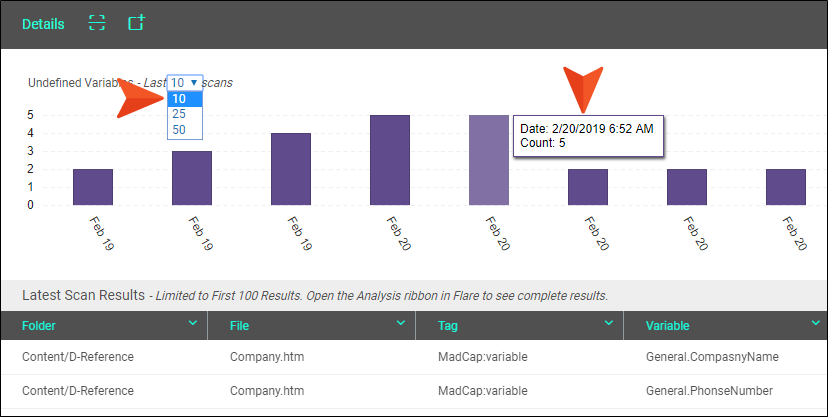 Details
Undefined Variables - Last 10 scans
10
25
50
5
4
3
2
1
0
Date: 2/20/2019 6:52 AM
Count: 5
Feb 19
Feb 19
Feb 19
Feb 20
Feb 20
Feb 20
Feb 20
Feb 20
Latest Scan Results - Limited to First 100 Results. Open the Analysis ribbon in Flare to see complete results.
Folder File Tag Variable
Content/D-Reference Company.htm MadCap:variable General.CompasnyName
Content/D-Reference Company.htm MadCap:variable General.PhonseNumber